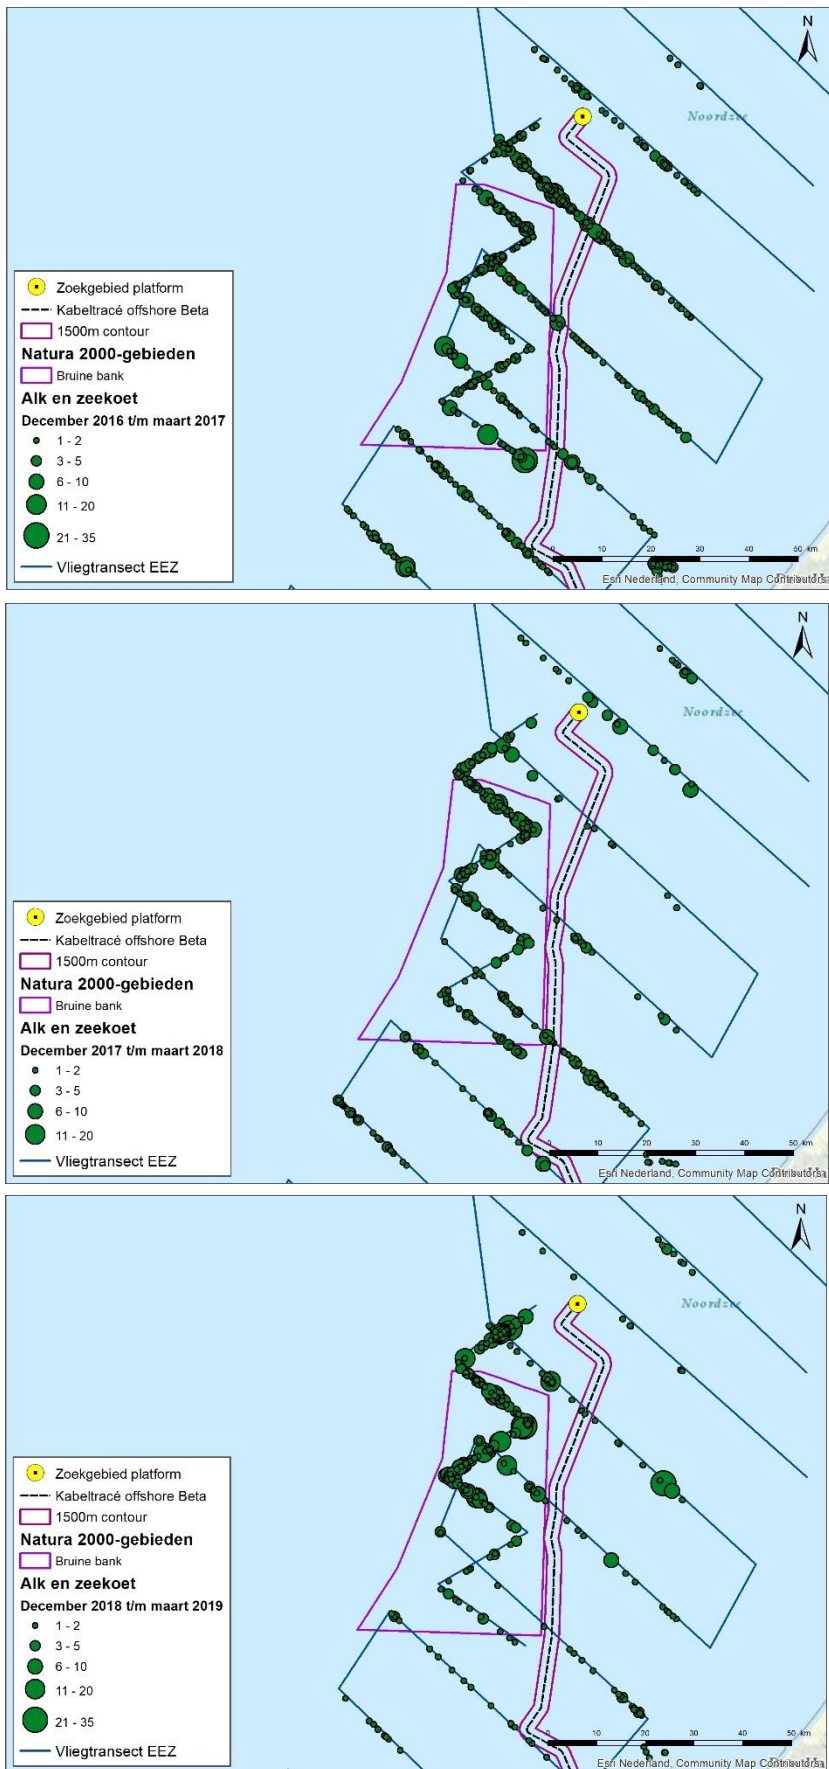 N
Noordzee
Zoekgebied platform
Kabeltracé offshore Beta
1500m contour
Natura 2000-gebieden
Bruine bank
Alk en zeekoet
December 2016 t/m maart 2017
1 - 2
3 - 5
6 - 10
11 - 20
21 - 35
Vliegtransect EEZ
0 10 20 30 40 50 km
Esri Nederland, Community Map Contributors
N
Noordzee
Zoekgebied platform
Kabeltracé offshore Beta
1500m contour
Natura 2000-gebieden
Bruine bank
Alk en zeekoet
December 2017 t/m maart 2018
1 - 2
3 - 5
6 - 10
11 - 20
Vliegtransect EEZ
0 10 20 30 40 50 km
Esri Nederland, Community Map Contributors
N
Noordzee
Zoekgebied platform
Kabeltracé offshore Beta
1500m contour
Natura 2000-gebieden
Bruine bank
Alk en zeekoet
December 2018 t/m maart 2019
1 - 2
3 - 5
6 - 10
11 - 20
21 - 35
Vliegtransect EEZ
0 10 20 30 40 50 km
Esri Nederland, Community Map Contributors